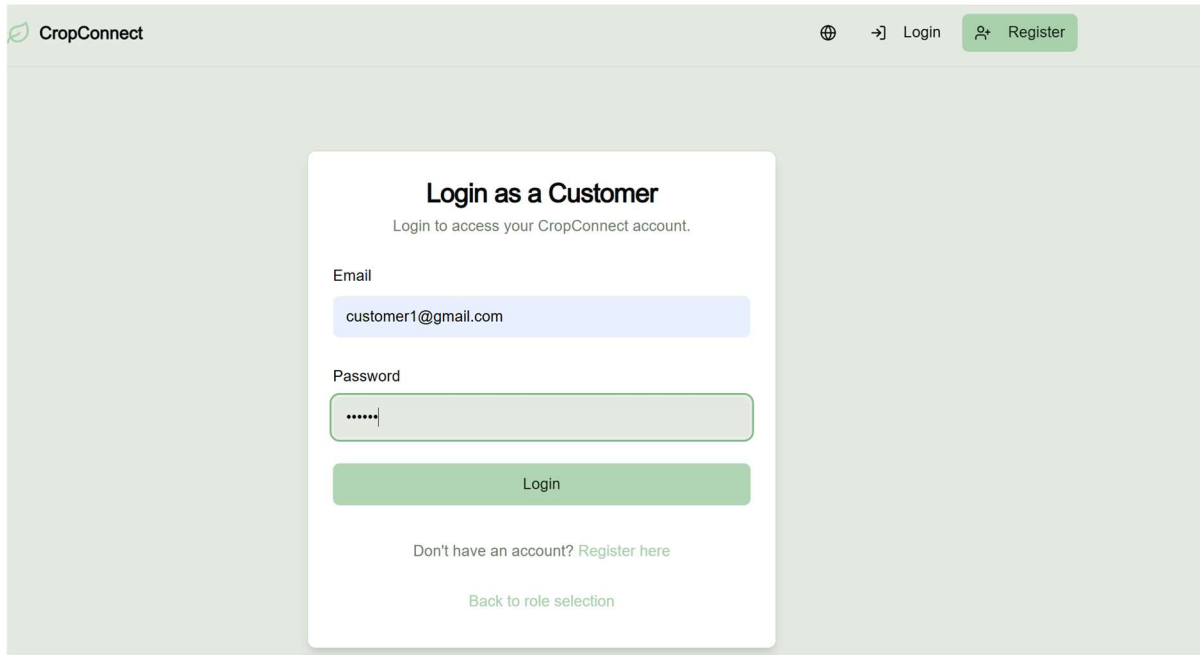 CropConnect
Login
Register
Login as a Customer
Login to access your CropConnect account.
Email
customer1@gmail.com
Password
••••••
Login
Don't have an account? Register here
Back to role selection